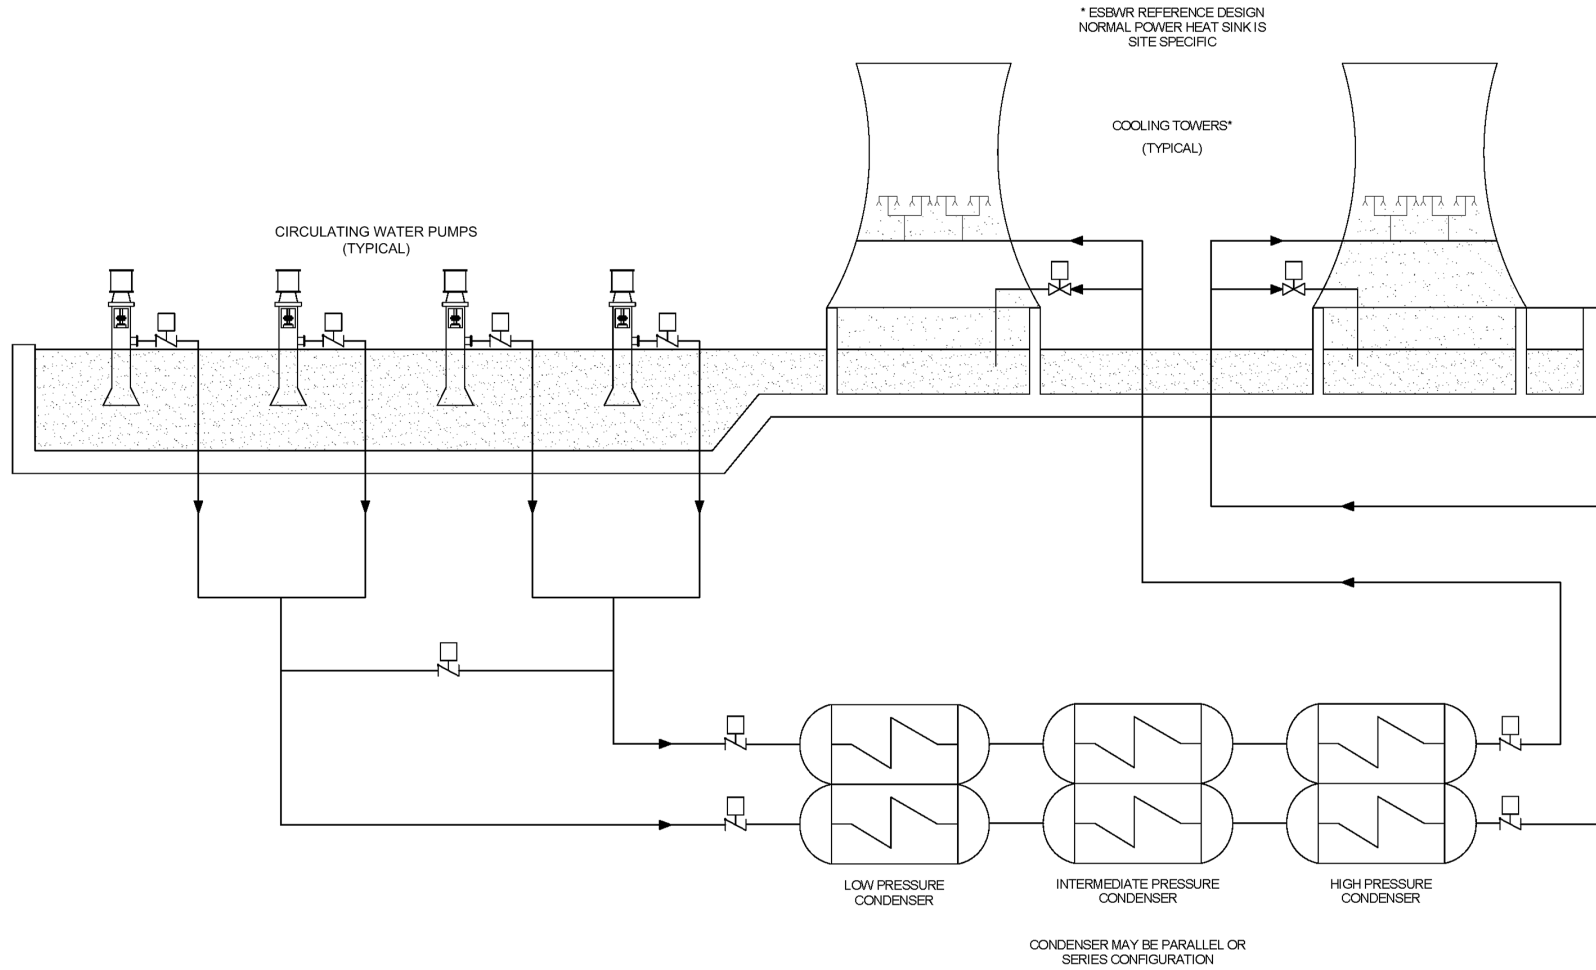 * ESBWR REFERENCE DESIGN
NORMAL POWER HEAT SINK IS
SITE SPECIFIC
COOLING TOWERS*
(TYPICAL)
CIRCULATING WATER PUMPS
(TYPICAL)
LOW PRESSURE
CONDENSER
INTERMEDIATE PRESSURE
CONDENSER
HIGH PRESSURE
CONDENSER
CONDENSER MAY BE PARALLEL OR
SERIES CONFIGURATION